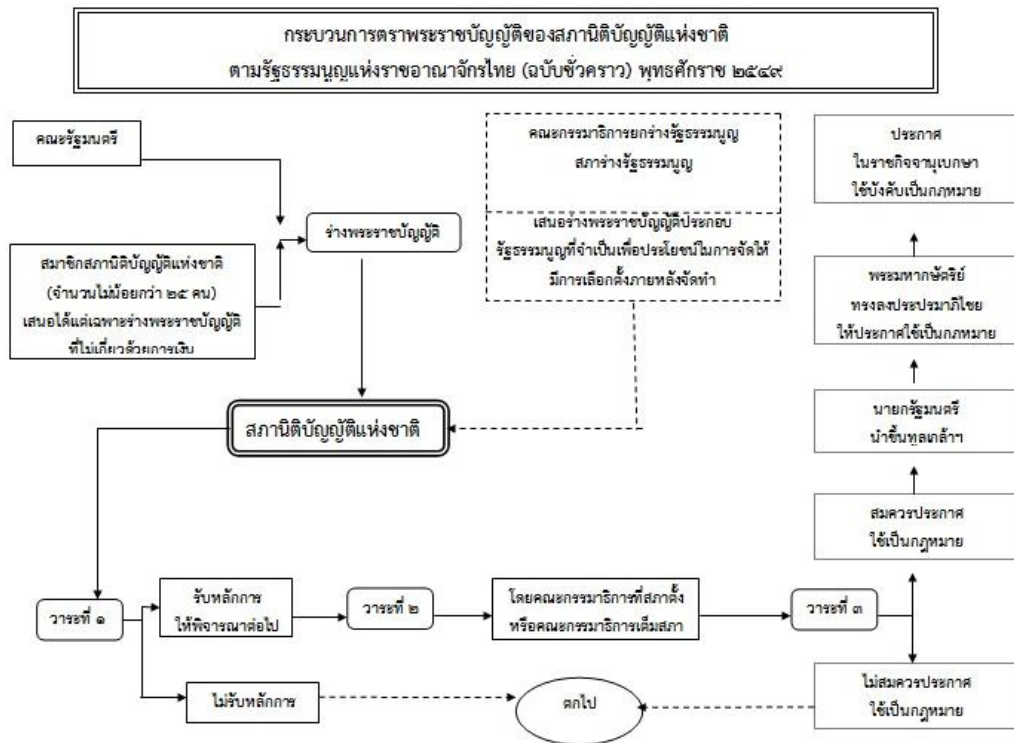 กระบวนการตราพระราชบัญญัติของสภานิติบัญญัติแห่งชาติ
ตามรัฐธรรมนูญแห่งราชอาณาจักรไทย (ฉบับชั่วคราว) พุทธศักราช ๒๕๔๙
คณะรัฐมนตรี
ร่างพระราชบัญญัติ
สมาชิกสภานิติบัญญัติแห่งชาติ
(จำนวนไม่น้อยกว่า ๒๕ คน)
เสนอได้แต่เฉพาะร่างพระราชบัญญัติ
ที่ไม่เกี่ยวด้วยการเงิน
คณะกรรมาธิการยกร่างรัฐธรรมนูญ
สภาร่างรัฐธรรมนูญ
เสนอร่างพระราชบัญญัติประกอบ
รัฐธรรมนูญที่จำเป็นเพื่อประโยชน์ในการจัดให้
มีการเลือกตั้งภายหลังจัดทำ
สภานิติบัญญัติแห่งชาติ
วาระที่ ๑
รับหลักการ
ให้พิจารณาต่อไป
วาระที่ ๒
โดยคณะกรรมาธิการที่สภาตั้ง
หรือคณะกรรมาธิการเต็มสภา
วาระที่ ๓
ไม่รับหลักการ
ตกไป
ประกาศ
ในราชกิจจานุเบกษา
ใช้บังคับเป็นกฎหมาย
พระมหากษัตริย์
ทรงลงประปรมาภิไชย
ให้ประกาศใช้เป็นกฎหมาย
นายกรัฐมนตรี
นำขึ้นทูลเกล้าฯ
สมควรประกาศ
ใช้เป็นกฎหมาย
ไม่สมควรประกาศ
ใช้เป็นกฎหมาย